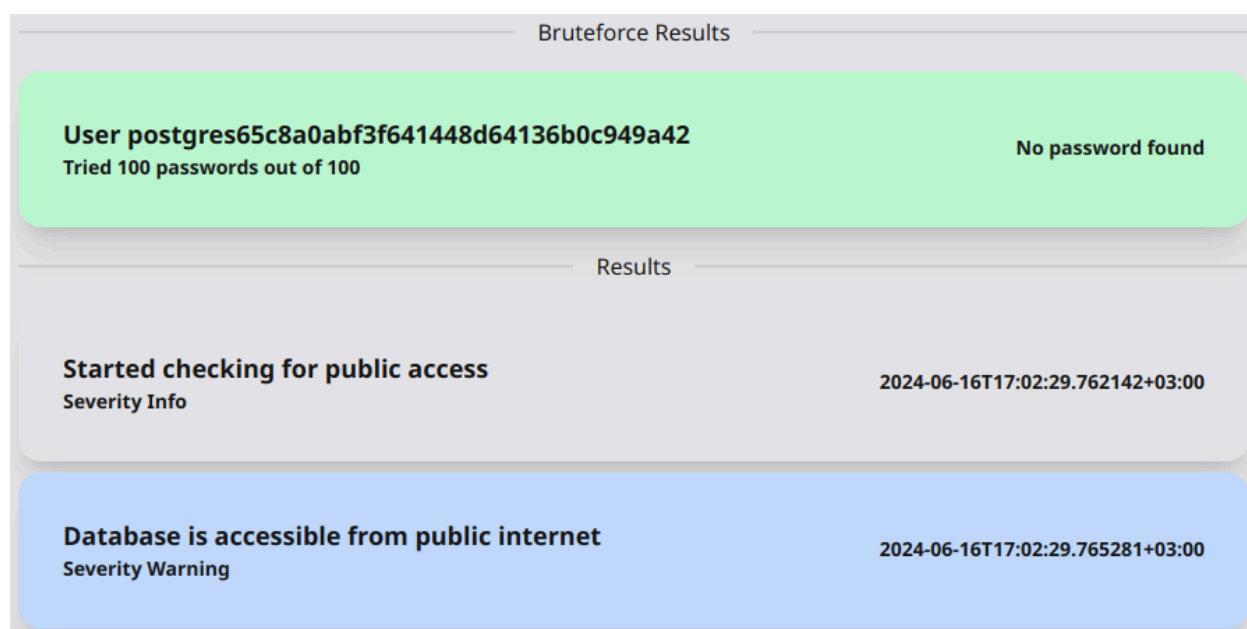 Bruteforce Results
User postgres65c8a0abf3f641448d64136b0c949a42
Tried 100 passwords out of 100
No password found
Results
Started checking for public access
Severity Info
2024-06-16T17:02:29.762142+03:00
Database is accessible from public internet
Severity Warning
2024-06-16T17:02:29.765281+03:00